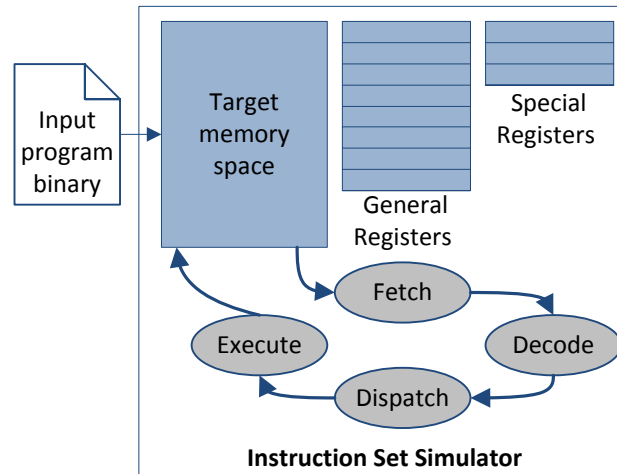 Input
program
binary
Target
memory
space
General
Registers
Special
Registers
Fetch
Decode
Dispatch
Execute
Instruction Set Simulator